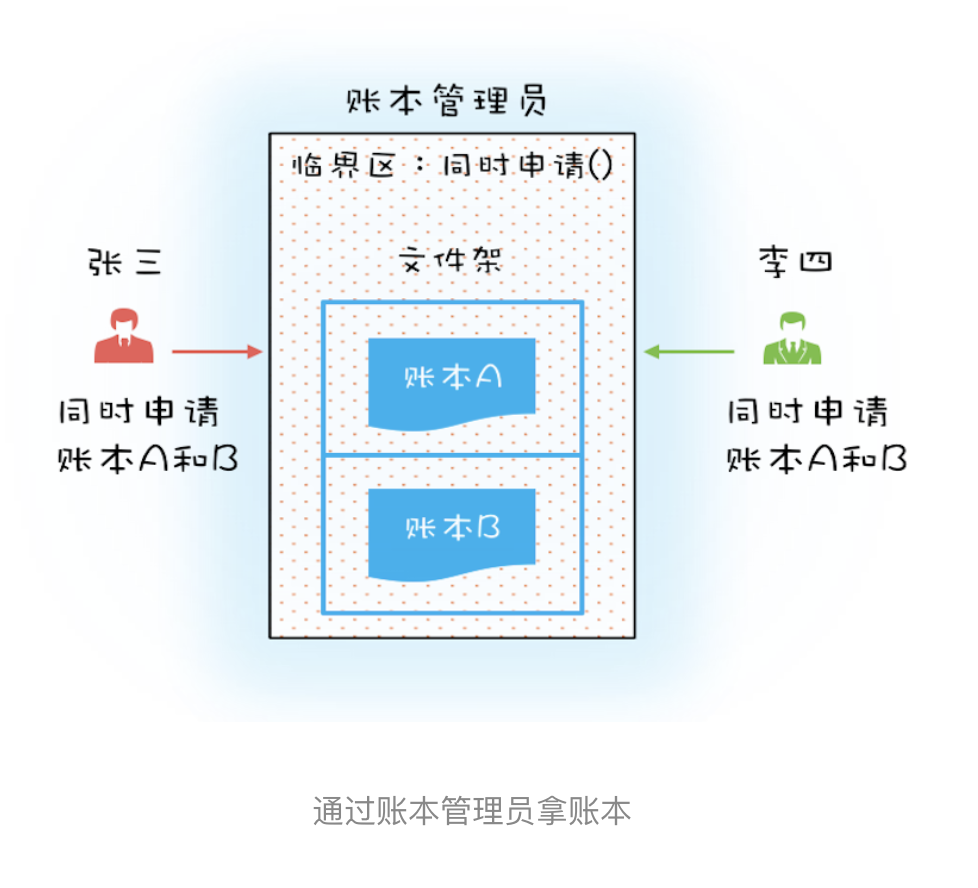 账本管理员
临界区：同时申请()
文件架
张三
李四
账本A
同时申请
账本A和B
同时申请
账本A和B
账本B
通过账本管理员拿账本